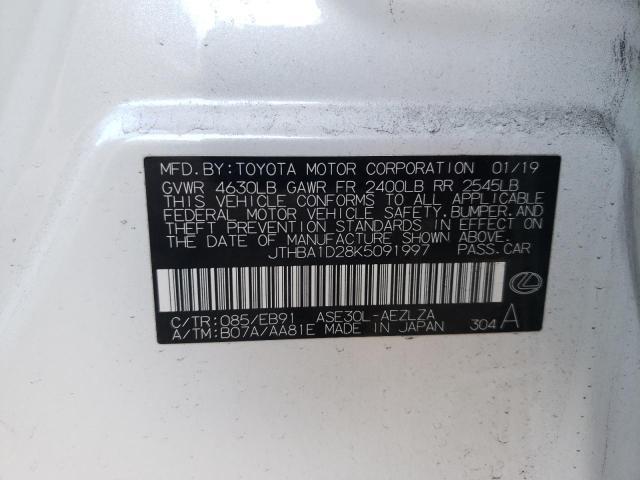 MFD. BY:TOYOTA MOTOR CORPORATION 01/19
GVWR 4630LB GAWR FR 2400LB RR 2545LB
THIS VEHICLE CONFORMS TO ALL APPLICABLE
FEDERAL MOTOR VEHICLE SAFETY,BUMPER,AND
THEFT PREVENTION STANDARDS IN EFFECT ON
THE DATE OF MANUFACTURE SHOWN ABOVE.
JTHBA1D28K5091997 PASS.CAR
C/TR:085/EB91 ASE30L-AEZLZA
A/TM:B07A/AA81E MADE IN JAPAN 304 A